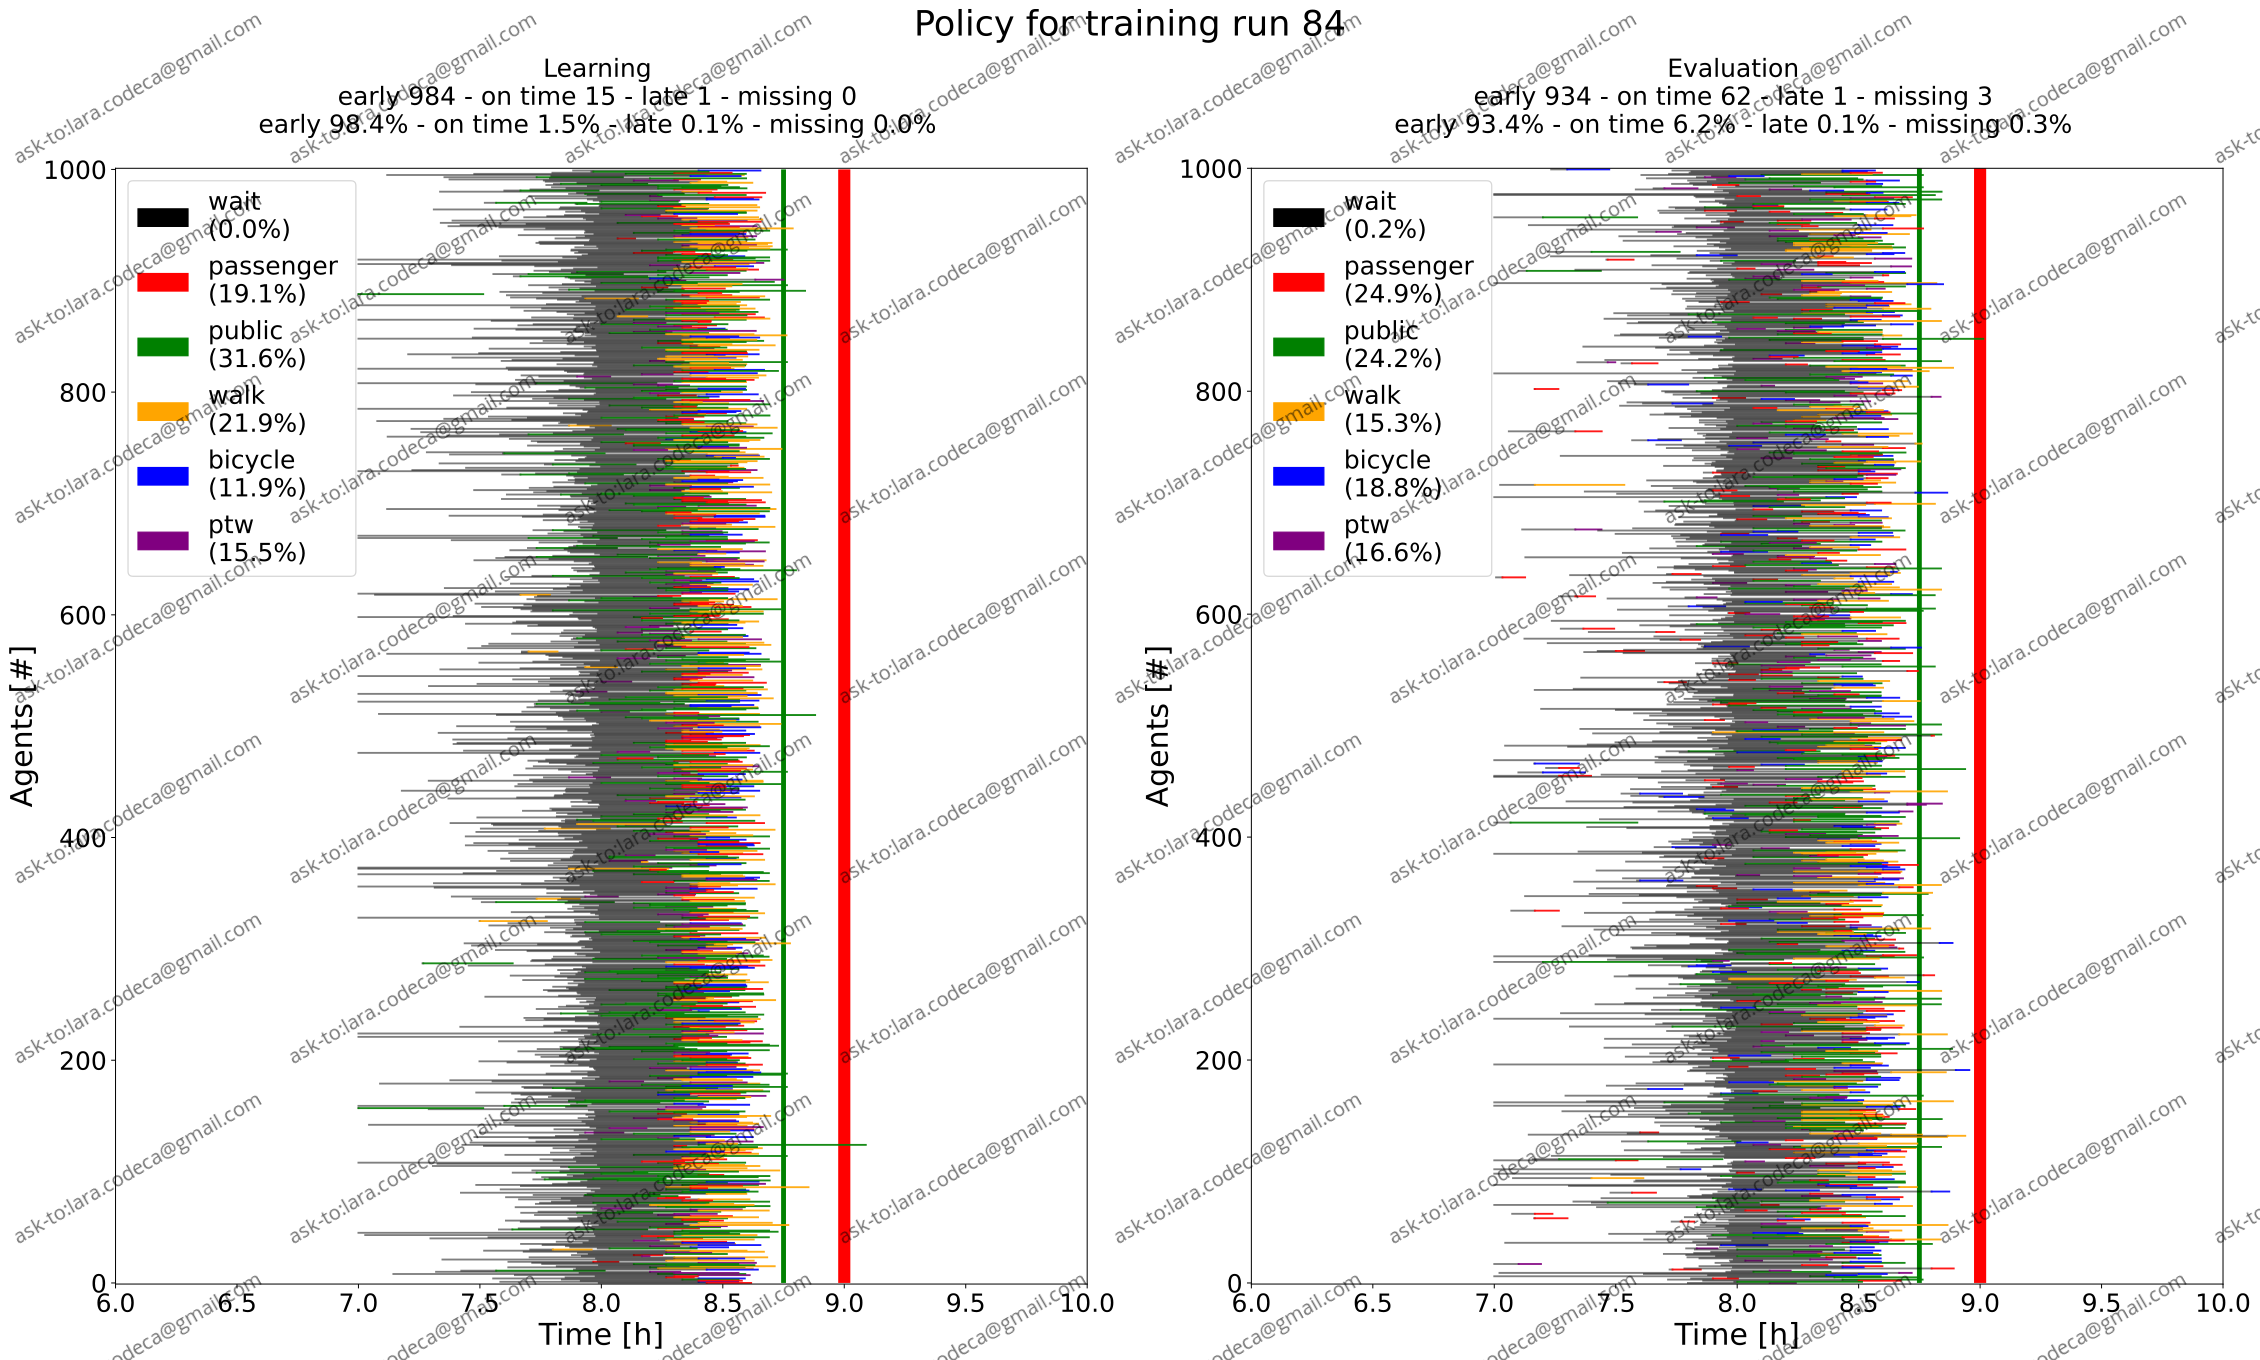 Policy for training run 84
Learning
early 984 - on time 15 - late 1 - missing 0
early 98.4% - on time 1.5% - late 0.1% - missing 0.0%
1000
800
600
400
200
0
Agents [#]
wait
(0.0%)
passenger
(19.1%)
public
(31.6%)
walk
(21.9%)
bicycle
(11.9%)
ptw
(15.5%)
6.0 6.5 7.0 7.5 8.0 8.5 9.0 9.5 10.0
Time [h]
Evaluation
early 934 - on time 62 - late 1 - missing 3
early 93.4% - on time 6.2% - late 0.1% - missing 0.3%
1000
800
600
400
200
0
Agents [#]
wait
(0.2%)
passenger
(24.9%)
public
(24.2%)
walk
(15.3%)
bicycle
(18.8%)
ptw
(16.6%)
6.0 6.5 7.0 7.5 8.0 8.5 9.0 9.5 10.0
Time [h]
ask-to:lara.codeca@gmail.com